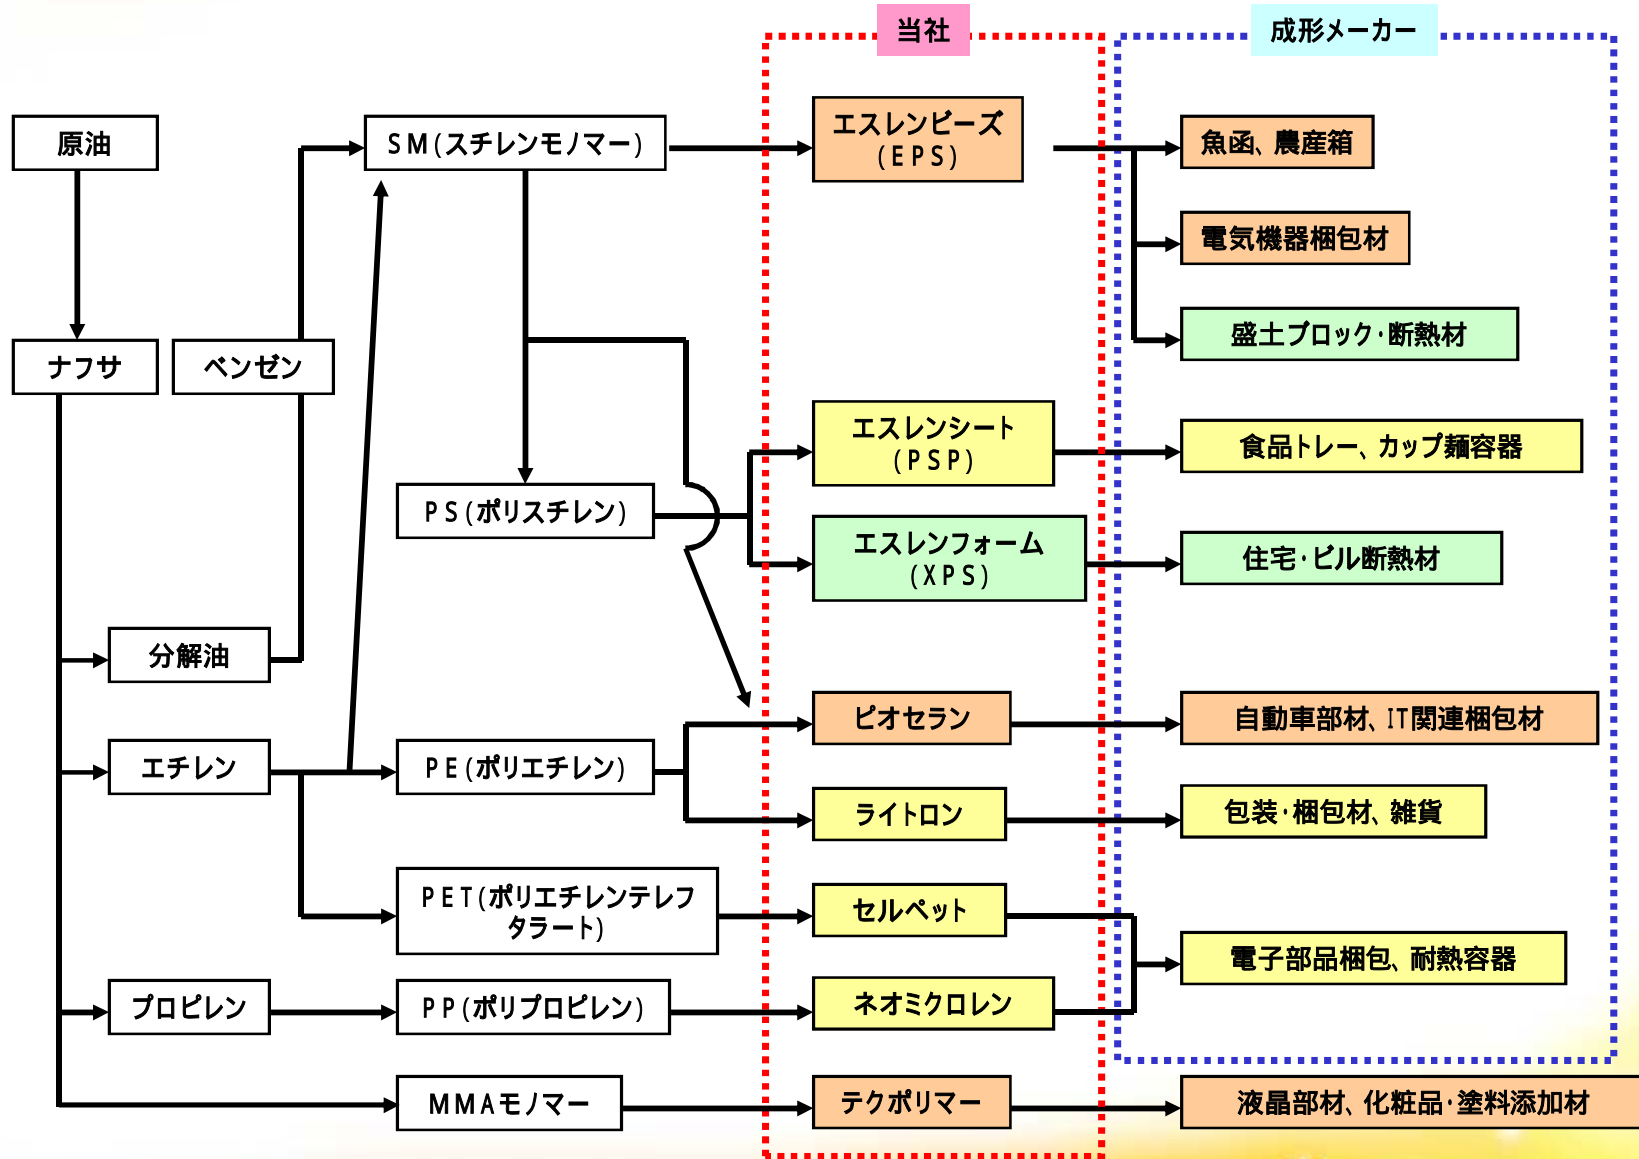 当社
成形メーカー
原油
SM(スチレンモノマー)
エスレンビーズ
(EPS)
魚函、農産箱
電気機器梱包材
盛土ブロック・断熱材
ナフサ
ベンゼン
エスレンシート
(PSP)
食品トレー、カップ麺容器
PS(ポリスチレン)
エスレンフォーム
(XPS)
住宅・ビル断熱材
分解油
ピオセラン
自動車部材、IT関連梱包材
エチレン
PE(ポリエチレン)
ライトロン
包装・梱包材、雑貨
PET(ポリエチレンテレフ
タラート)
セルペット
電子部品梱包、耐熱容器
プロピレン
PP(ポリプロピレン)
ネオミクロレン
MMAモノマー
テクポリマー
液晶部材、化粧品・塗料添加材